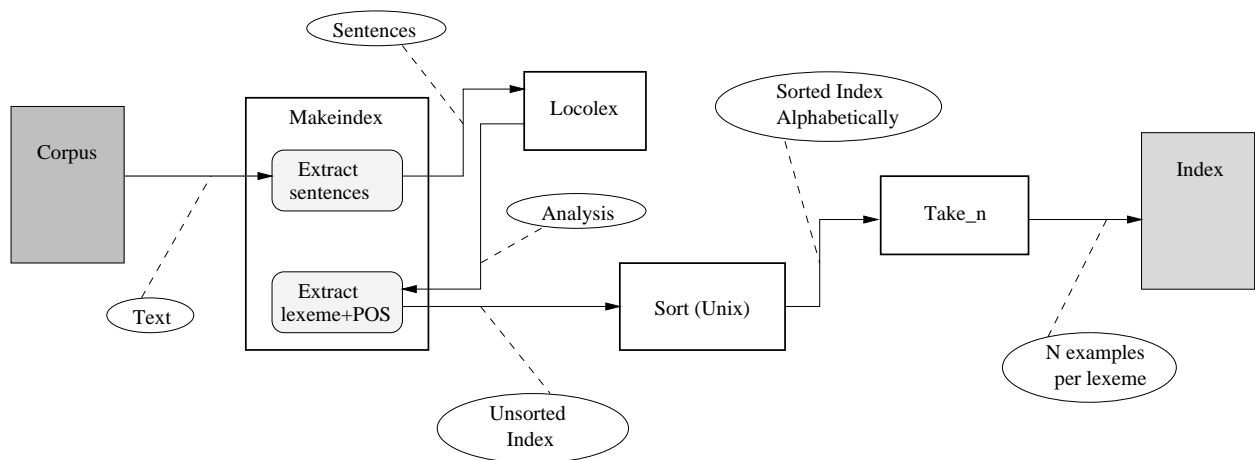 Sentences
Locolex
Sorted Index
Alphabetically
Makeindex
Corpus
Extract
sentences
Index
Analysis
Take_n
Extract
lexeme+POS
Sort (Unix)
Text
N examples
per lexeme
Unsorted
Index